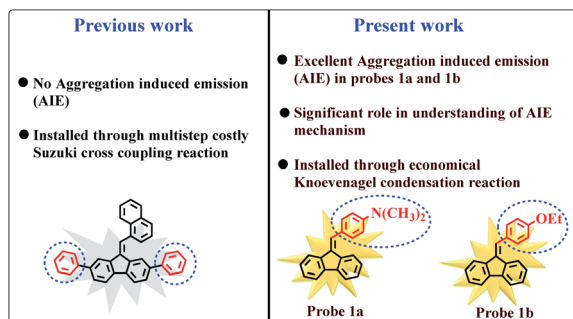 Previous work
● No Aggregation induced emission
(AIE)
● Installed through multistep costly
Suzuki cross coupling reaction
Present work
● Excellent Aggregation induced emission
(AIE) in probes 1a and 1b
● Significant role in understanding of AIE
mechanism
● Installed through economical
Knoevenagel condensation reaction
N(CH3)2
OEt
Probe 1a
Probe 1b